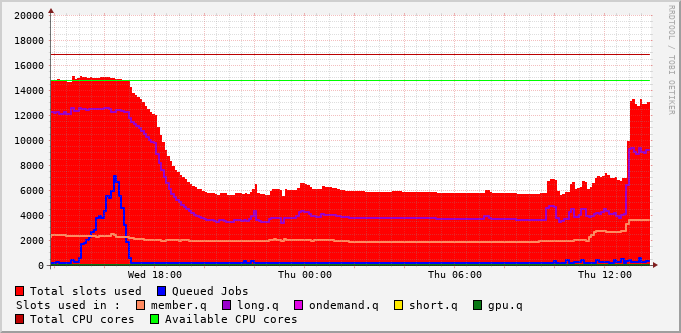 20000
18000
16000
14000
12000
10000
8000
6000
4000
2000
0
Wed 18:00 Thu 00:00 Thu 06:00 Thu 12:00
RRDTOOL / TOBI OETIKER
Total slots used Queued Jobs
Slots used in : member.q long.q ondemand.q short.q gpu.q
Total CPU cores Available CPU cores